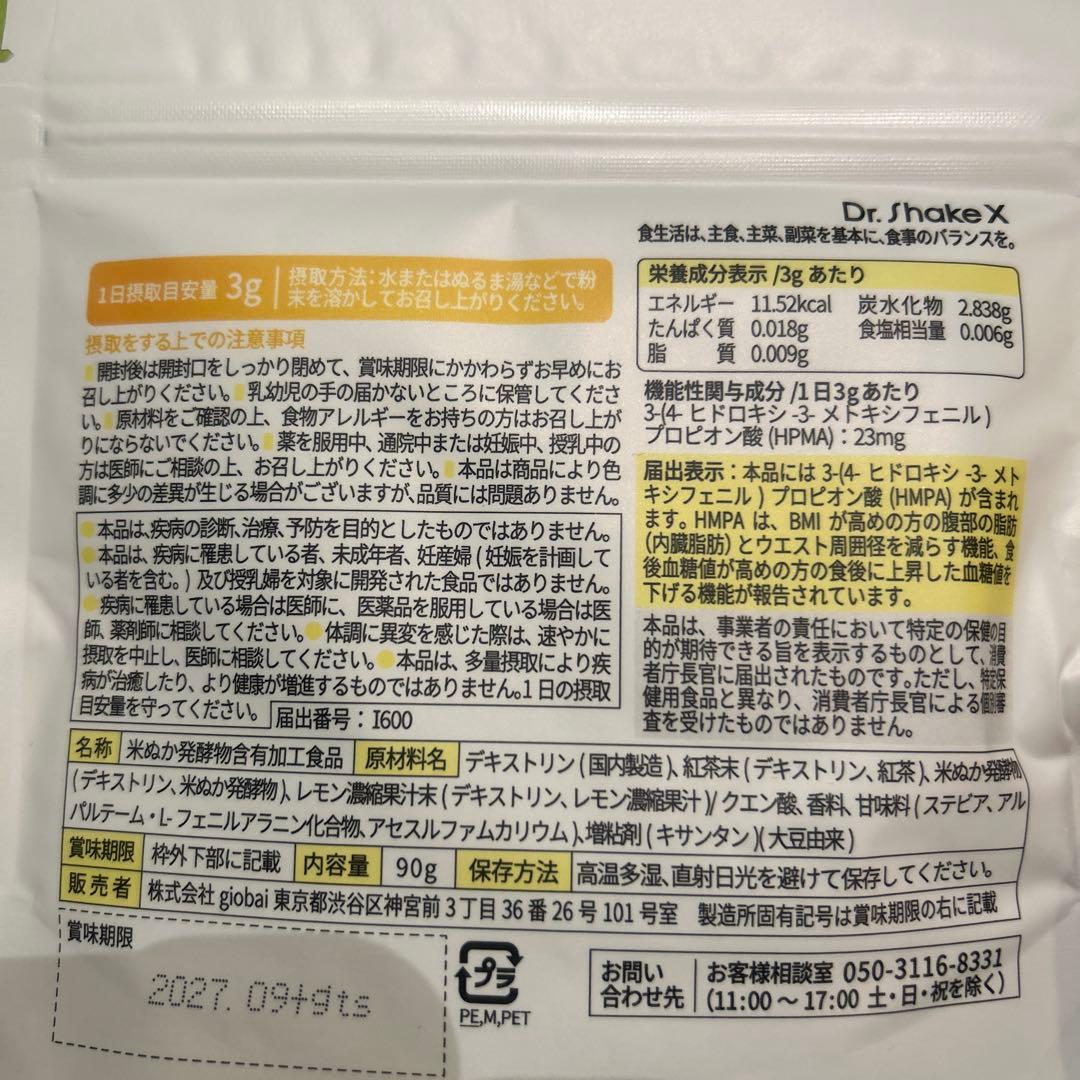 Dr.Shake X
食生活は、主食、主菜、副菜を基本に、食事のバランスを。
1日摂取目安量 3g
摂取方法：水またはぬるま湯などで粉
末を溶かしてお召し上がりください。
摂取をする上での注意事項
開封後は開封口をしっかり閉めて、賞味期限にかかわらずお早めにお
召し上がりください。 乳幼児の手の届かないところに保管してくださ
い。 原材料をご確認の上、食物アレルギーをお持ちの方はお召し上が
りにならないでください。 薬を服用中、通院中または妊娠中、授乳中の
方は医師にご相談の上、お召し上がりください。 本品は商品により色
調に多少の差異が生じる場合がございますが、品質には問題ありません。
●本品は、疾病の診断、治療、予防を目的としたものではありません。
●本品は、疾病に罹患している者、未成年者、妊産婦 ( 妊娠を計画して
いる者を含む。) 及び授乳婦を対象に開発された食品ではありません。
●疾病に罹患している場合は医師に、医薬品を服用している場合は医
師、薬剤師に相談してください。●体調に異変を感じた際は、速やかに
摂取を中止し、医師に相談してください。●本品は、多量摂取により疾
病が治癒したり、より健康が増進するものではありません。1 日の摂取
目安量を守ってください。
届出番号：I600
栄養成分表示 /3g あたり
エネルギー 11.52kcal 炭水化物 2.838g
たんぱく質 0.018g 食塩相当量 0.006g
脂 質 0.009g
機能性関与成分 /1 日3gあたり
3-(4- ヒドロキシ -3- メトキシフェニル )
プロピオン酸 (HPMA)：23mg
届出表示：本品には 3-(4- ヒドロキシ -3- メト
キシフェニル ) プロピオン酸 (HMPA) が含まれ
ます。HMPA は、BMI が高めの方の腹部の脂肪
(内臓脂肪) とウエスト周囲径を減らす機能、食
後血糖値が高めの方の食後に上昇した血糖値を
下げる機能が報告されています。
本品は、事業者の責任において特定の保健の目
的が期待できる旨を表示するものとして、消費
者庁長官に届出されたものです。ただし、特定保
健用食品と異なり、消費者庁長官による個別審
査を受けたものではありません。
名称 米ぬか発酵物含有加工食品 原材料名 デキストリン ( 国内製造 )、紅茶末 ( デキストリン、紅茶 )、米ぬか発酵物
( デキストリン、米ぬか発酵物 )、レモン濃縮果汁末 ( デキストリン、レモン濃縮果汁 )/ クエン酸、香料、甘味料 ( ステビア、アス
パルテーム・L- フェニルアラニン化合物、アセスルファムカリウム )、増粘剤 ( キサンタン )( 大豆由来 )
賞味期限 枠外下部に記載 内容量 90g 保存方法 高温多湿、直射日光を避けて保存してください。
販売者 株式会社 giobai 東京都渋谷区神宮前 3 丁目 36 番 26 号 101 号室 製造所固有記号は賞味期限の右に記載
賞味期限
2027. 09+gts
プラ
PE,M,PET
お問い
合わせ先
お客様相談室 050-3116-8331
(11:00 ～ 17:00 土・日・祝を除く)